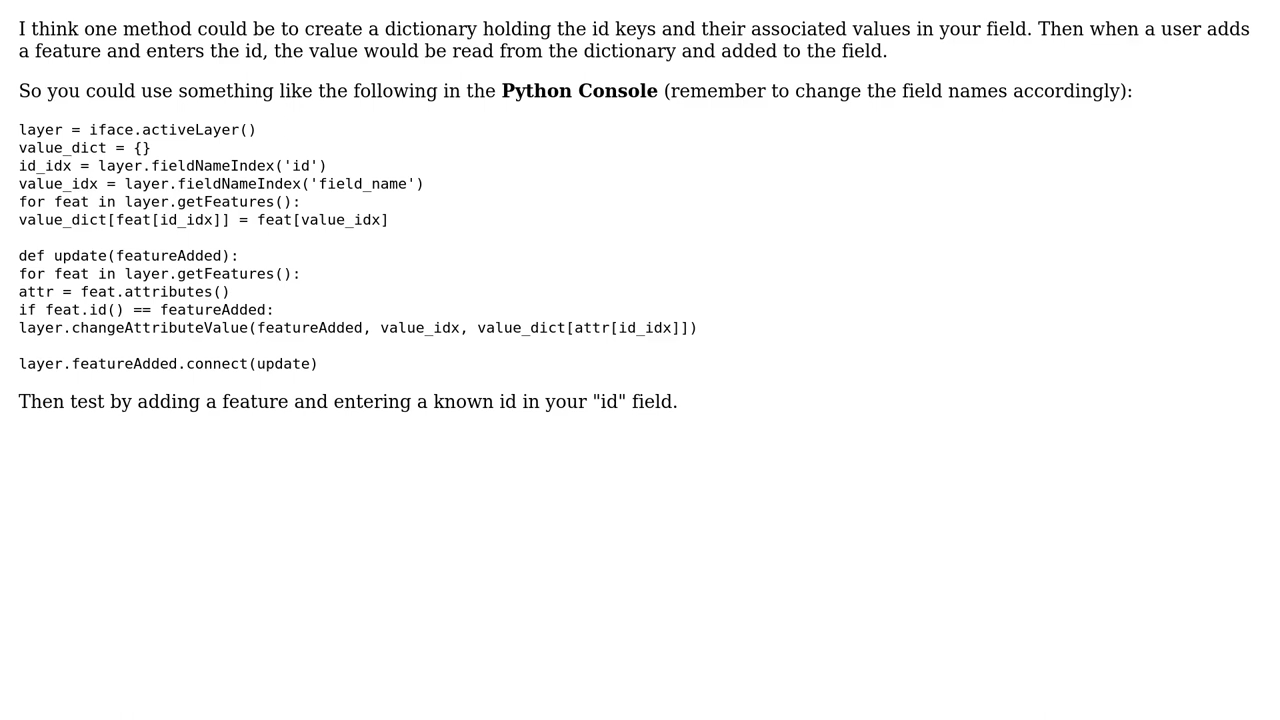 I think one method could be to create a dictionary holding the id keys and their associated values in your field. Then when a user adds
a feature and enters the id, the value would be read from the dictionary and added to the field.
So you could use something like the following in the Python Console (remember to change the field names accordingly):
layer = iface.activeLayer()
value_dict = {}
id_idx = layer.fieldNameIndex('id')
value_idx = layer.fieldNameIndex('field_name')
for feat in layer.getFeatures():
value_dict[feat[id_idx]] = feat[value_idx]
def update(featureAdded):
for feat in layer.getFeatures():
attr = feat.attributes()
if feat.id() == featureAdded:
layer.changeAttributeValue(featureAdded, value_idx, value_dict[attr[id_idx]])
layer.featureAdded.connect(update)
Then test by adding a feature and entering a known id in your "id" field.